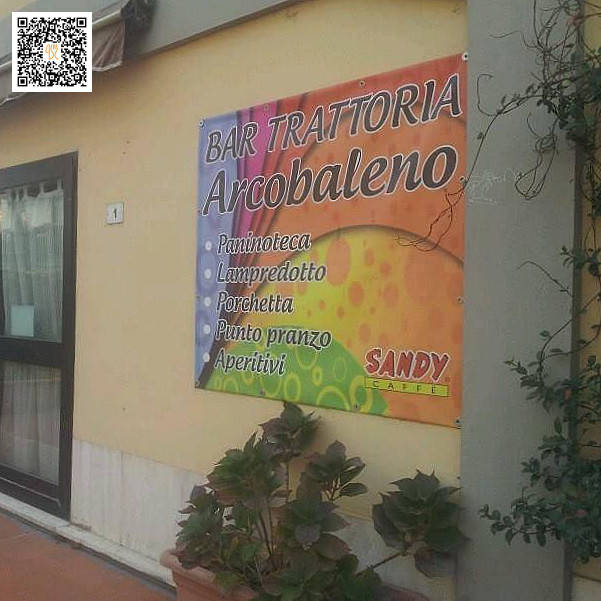 1
BAR TRATTORIA
Arcobaleno
Paninoteca
Lampredotto
Porchetta
Punto pranzo
Aperitivi
SANDY
CAFFÈ